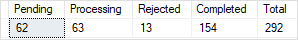 Pending Processing Rejected Completed Total
62 63 13 154 292